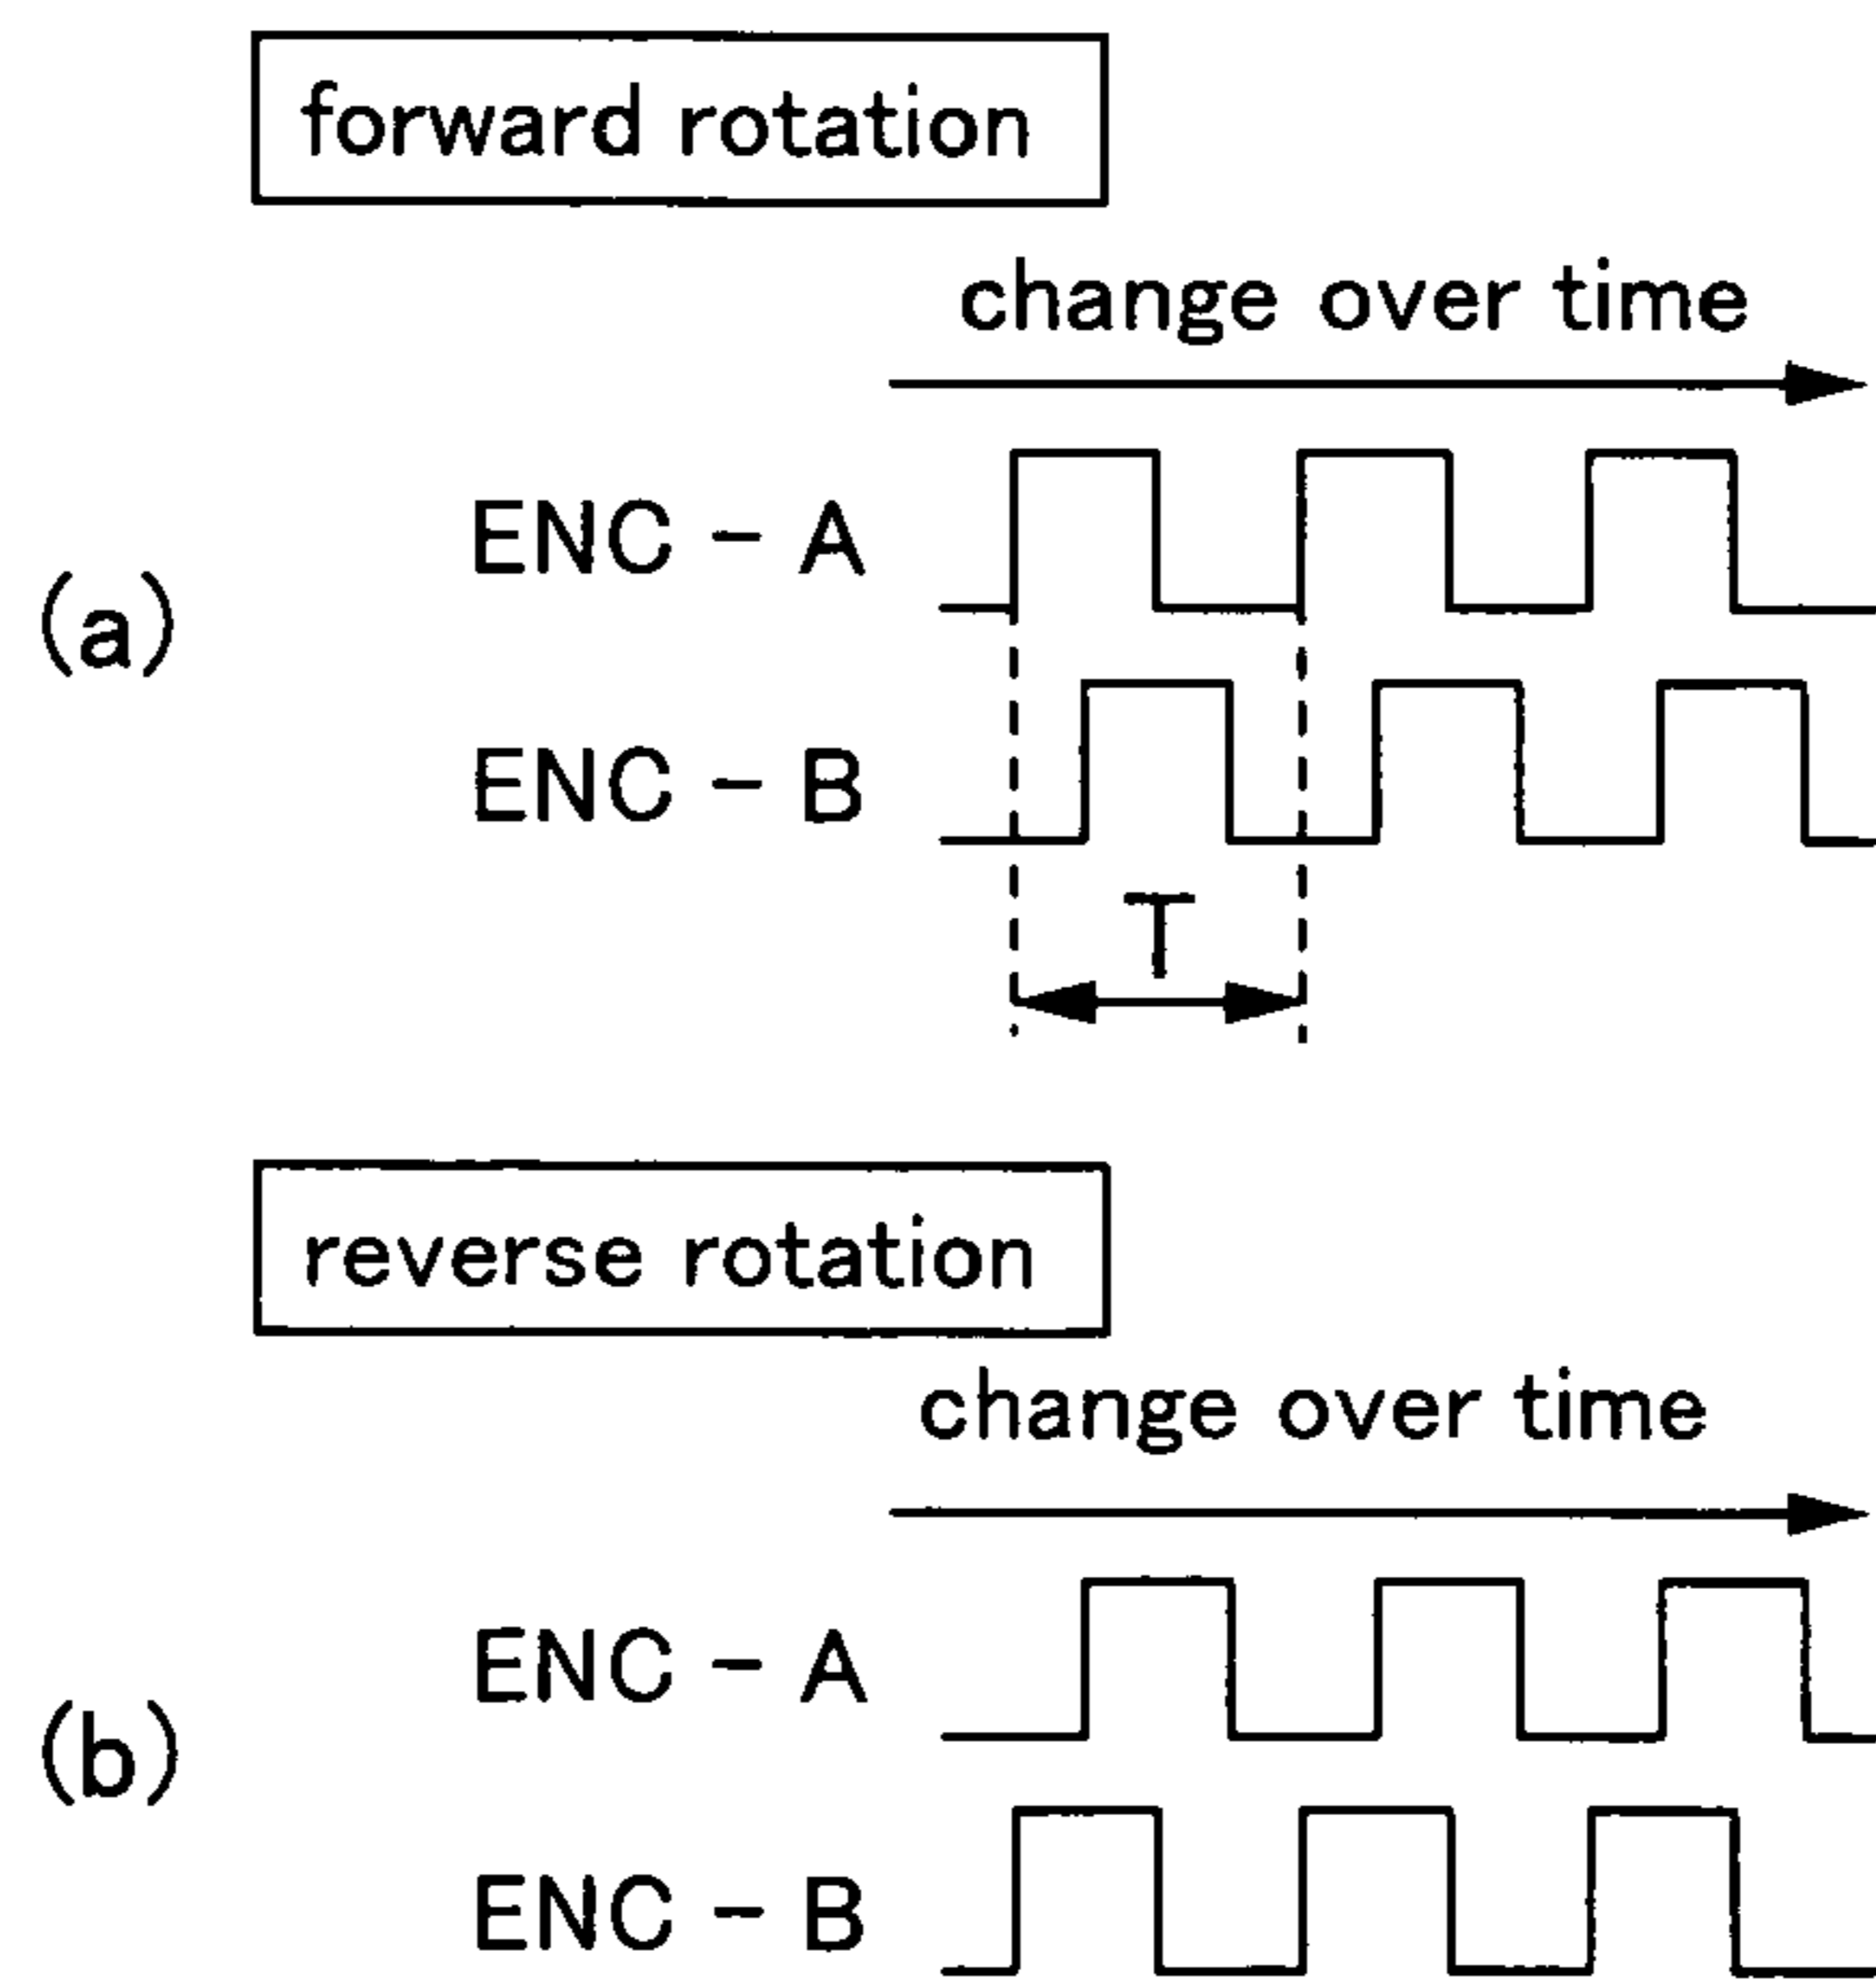 forward rotation
change over time
ENC - A
(a)
ENC - B
T
reverse rotation
change over time
ENC - A
(b)
ENC - B